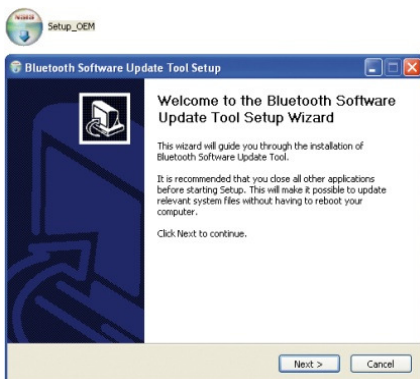 Setup_OEM
Bluetooth Software Update Tool Setup
Welcome to the Bluetooth Software
Update Tool Setup Wizard
This wizard will guide you through the installation of
Bluetooth Software Update Tool.
It is recommended that you close all other applications
before starting Setup. This will make it possible to update
relevant system files without having to reboot your
computer.
Click Next to continue.
Next >
Cancel